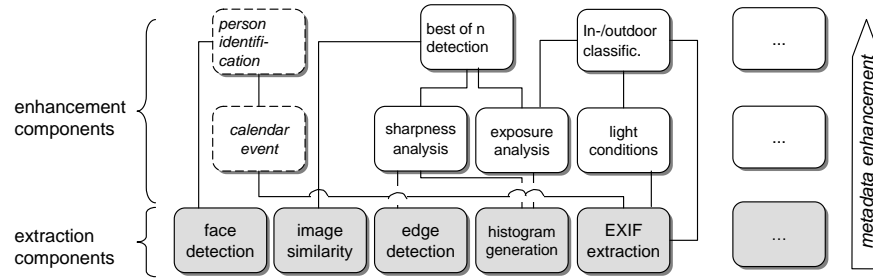 person
identifi-
cation
best of n
detection
In-/outdoor
classific.
...
enhancement
components
calendar
event
sharpness
analysis
exposure
analysis
light
conditions
...
extraction
components
face
detection
image
similarity
edge
detection
histogram
generation
EXIF
extraction
...
metadata enhancement